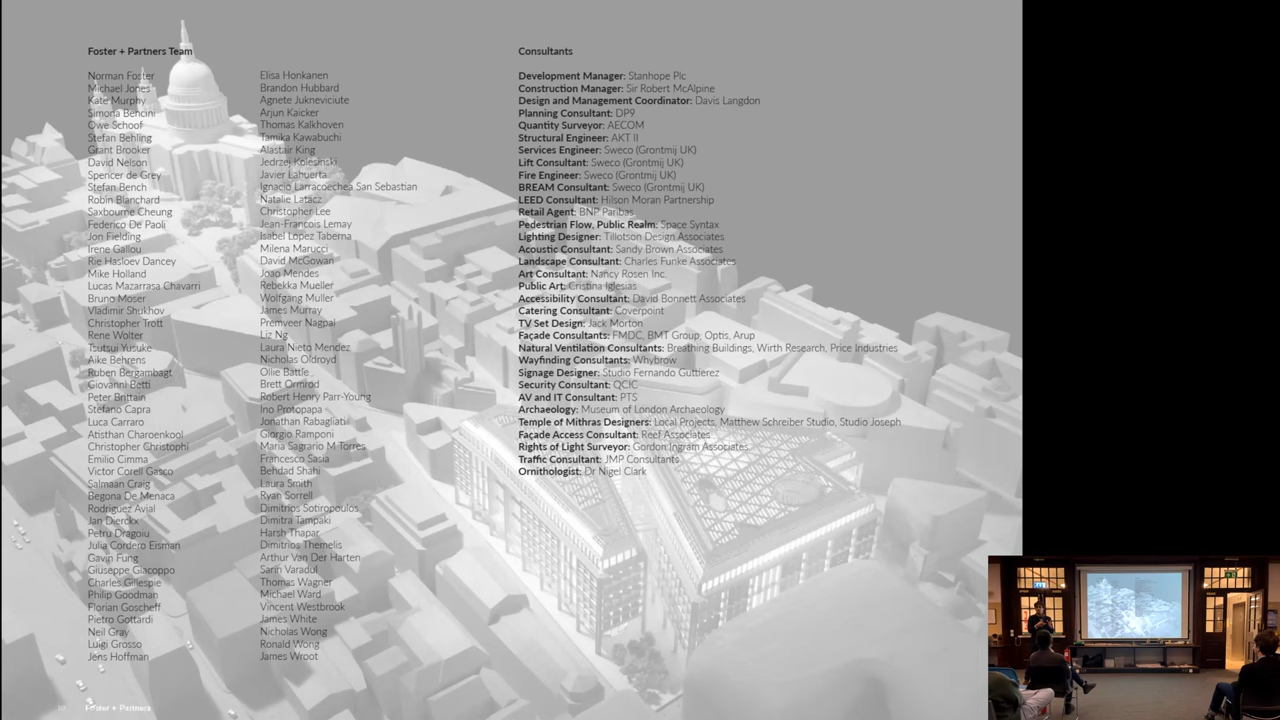 Foster + Partners Team
Norman Foster
Michael Jones
Kate Murphy
Simona Bencini
Owe Schoof
Stefan Behling
Grant Brooker
David Nelson
Spencer de Grey
Stefan Bench
Robin Blanchard
Saxbourne Cheung
Federico De Paoli
Jon Fielding
Irene Gallou
Rie Hasloev Dancey
Mike Holland
Lucas Mazarrasa Chavarri
Bruno Moser
Vladimir Shukhov
Christopher Trott
Rene Wolter
Tsutsui Yusuke
Aike Behrens
Ruben Bergambagt
Giovanni Betti
Peter Brittain
Stefano Capra
Luca Carraro
Atisthan Charoenkool
Christopher Christophi
Emilio Cimma
Victor Corell Gasco
Salmaan Craig
Begona De Menaca
Rodriguez Avial
Jan Dierckx
Petru Dragoiu
Julia Cordero Eisman
Gavin Fung
Giuseppe Giacoppo
Charles Gillespie
Philip Goodman
Florian Goscheff
Pietro Gottardi
Neil Gray
Luigi Grosso
Jens Hoffman
Elisa Honkanen
Brandon Hubbard
Agnete Jukneviciute
Arjun Kaicker
Thomas Kalkhoven
Tamika Kawabuchi
Alastair King
Jedrzej Kolesinski
Javier Lahuerta
Ignacio Larracoechea San Sebastian
Natalie Latacz
Christopher Lee
Jean-Francois Lemay
Isabel Lopez Taberna
Milena Marucci
David McGowan
Joao Mendes
Rebekka Mueller
Wolfgang Muller
James Murray
Premveer Nagpal
Liz Ng
Laura Nieto Mendez
Nicholas Oldroyd
Ollie Battle
Brett Ormrod
Robert Henry Parr-Young
Ino Protopapa
Jonathan Rabagliati
Giorgio Ramponi
Maria Sagrario M Torres
Francesco Sasia
Behdad Shahi
Laura Smith
Ryan Sorrell
Dimitrios Sotiropoulos
Dimitra Tampaki
Harsh Thapar
Dimitrios Themelis
Arthur Van Der Harten
Sarin Varadul
Thomas Wagner
Michael Ward
Vincent Westbrook
James White
Nicholas Wong
Ronald Wong
James Wroot
Consultants
Development Manager: Stanhope Plc
Construction Manager: Sir Robert McAlpine
Design and Management Coordinator: Davis Langdon
Planning Consultant: DP9
Quantity Surveyor: AECOM
Structural Engineer: AKT II
Services Engineer: Sweco (Grontmij UK)
Lift Consultant: Sweco (Grontmij UK)
Fire Engineer: Sweco (Grontmij UK)
BREAM Consultant: Sweco (Grontmij UK)
LEED Consultant: Hilson Moran Partnership
Retail Agent: BNP Paribas
Pedestrian Flow, Public Realm: Space Syntax
Lighting Designer: Tillotson Design Associates
Acoustic Consultant: Sandy Brown Associates
Landscape Consultant: Charles Funke Associates
Art Consultant: Nancy Rosen Inc.
Public Art: Cristina Iglesias
Accessibility Consultant: David Bonnett Associates
Catering Consultant: Coverpoint
TV Set Design: Jack Morton
Façade Consultants: FMDC, BMT Group, Optis, Arup
Natural Ventilation Consultants: Breathing Buildings, Wirth Research, Price Industries
Wayfinding Consultants: Whybrow
Signage Designer: Studio Fernando Guttierez
Security Consultant: QCIC
AV and IT Consultant: PTS
Archaeology: Museum of London Archaeology
Temple of Mithras Designers: Local Projects, Matthew Schreiber Studio, Studio Joseph
Façade Access Consultant: Reef Associates
Rights of Light Surveyor: Gordon Ingram Associates
Traffic Consultant: JMP Consultants
Ornithologist: Dr Nigel Clark
Foster + Partners